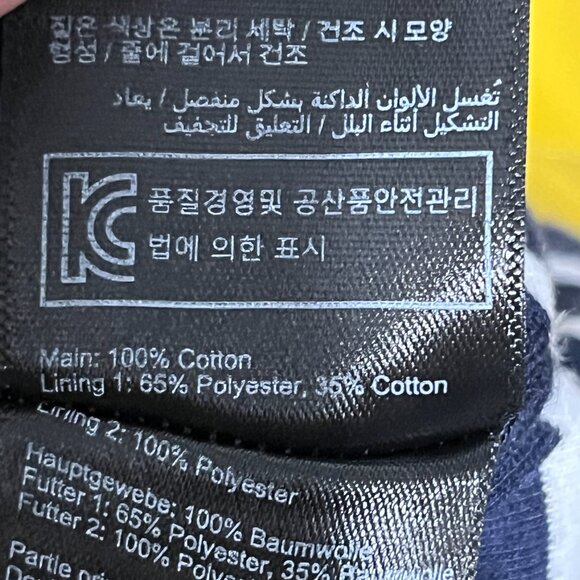 짙은 색상은 분리 세탁 / 건조 시 모양
형성 / 줄에 걸어서 건조
تُغسل الألوان الداكنة بشكل منفصل / يعاد
التشكيل أثناء البلل / التعليق للتجفيف
KC 품질경영및 공산품안전관리
법에 의한 표시
Main: 100% Cotton
Lining 1: 65% Polyester, 35% Cotton
Lining 2: 100% Polyester
Hauptgewebe: 100% Baumwolle
Futter 1: 65% Polyester, 35% Baumwolle
Futter 2: 100% Polyester
Partie